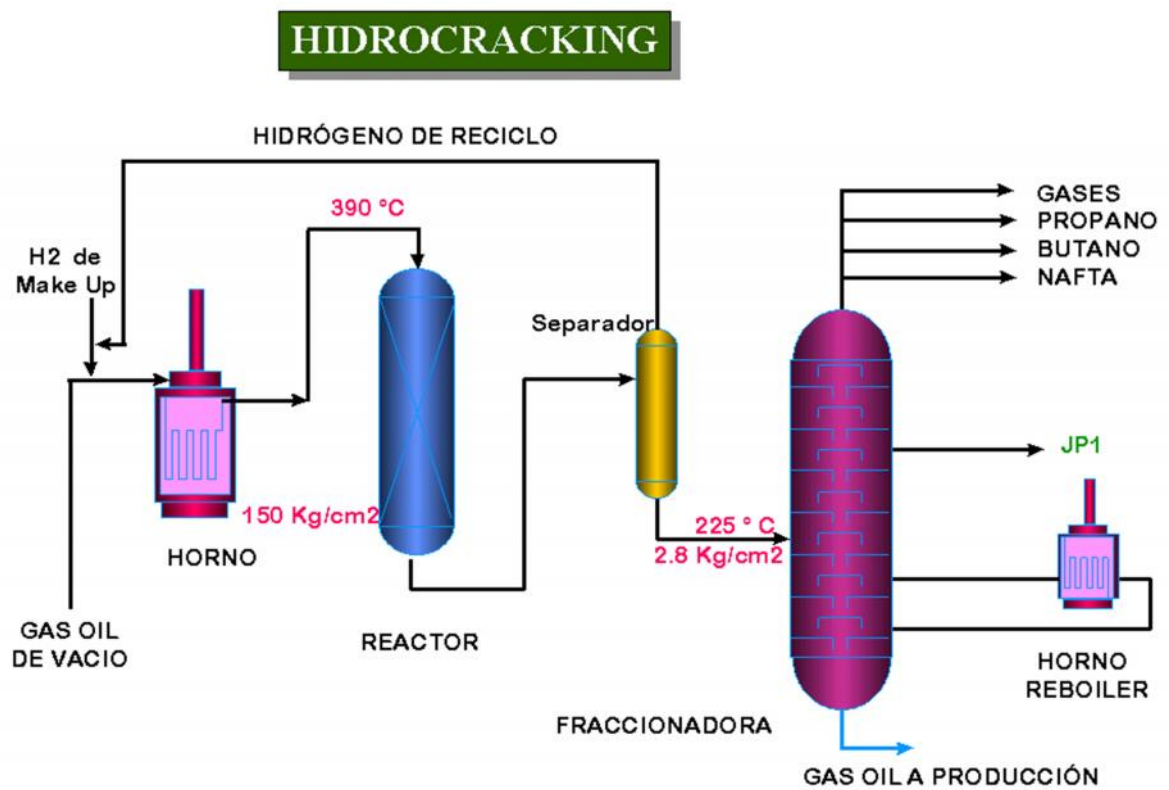 HIDROCRACKING
HIDRÓGENO DE RECICLO
390 °C
H2 de
Make Up
GASES
PROPANO
BUTANO
NAFTA
Separador
JP1
150 Kg/cm2
225 ° C
2.8 Kg/cm2
HORNO
GAS OIL
DE VACIO
REACTOR
HORNO
REBOILER
FRACCIONADORA
GAS OIL A PRODUCCIÓN